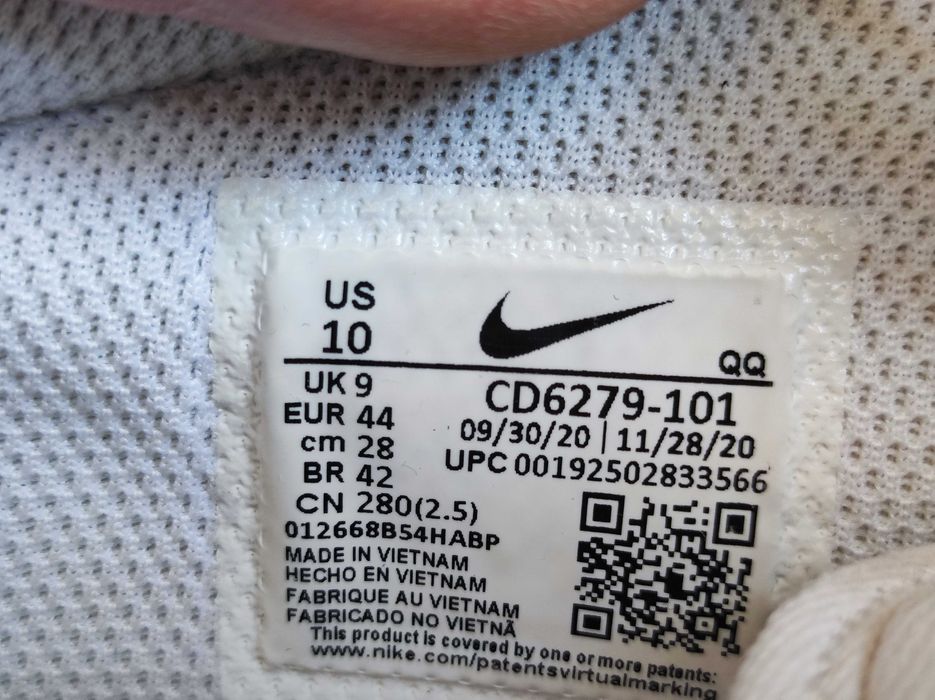 US
10
QQ
UK 9
EUR 44
cm 28
BR 42
CN 280(2.5)
CD6279-101
09/30/20 | 11/28/20
UPC 00192502833566
012668B54HABP
MADE IN VIETNAM
HECHO EN VIETNAM
FABRIQUE AU VIETNAM
FABRICADO NO VIETNÃ
This product is covered by one or more patents:
www.nike.com/patentsvirtualmarking